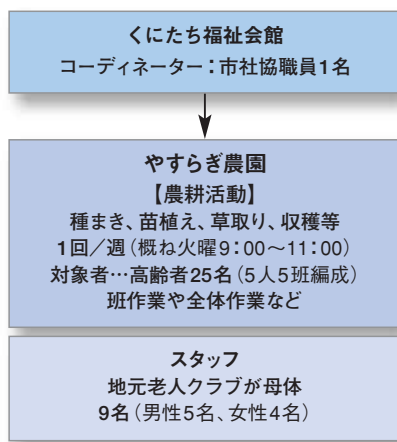 くにたち福祉会館
コーディネーター：市社協職員1名
やすらぎ農園
【農耕活動】
種まき、苗植え、草取り、収穫等
1回／週（概ね火曜9：00～11：00）
対象者…高齢者25名（5人5班編成）
班作業や全体作業など
スタッフ
地元老人クラブが母体
9名（男性5名、女性4名）